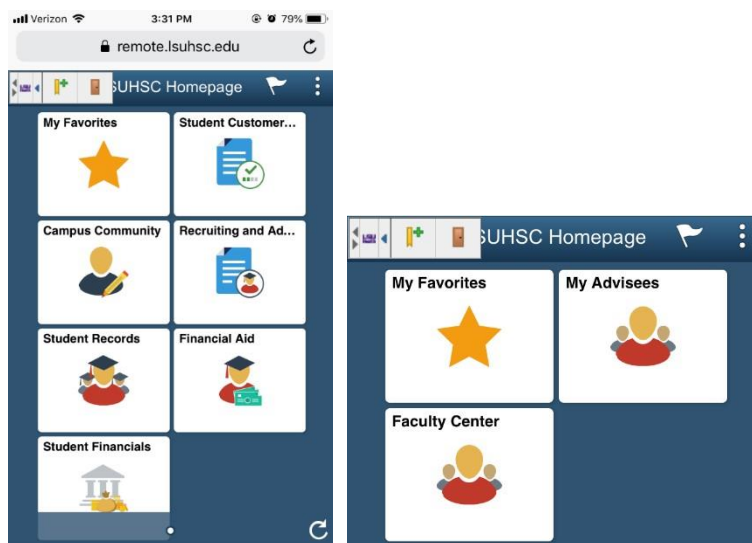 Verizon 3:31 PM 79%
remote.lsuhsc.edu
SUHSC Homepage
My Favorites
Student Customer...
Campus Community
Recruiting and Ad...
Student Records
Financial Aid
Student Financials
SUHSC Homepage
My Favorites
My Advisees
Faculty Center